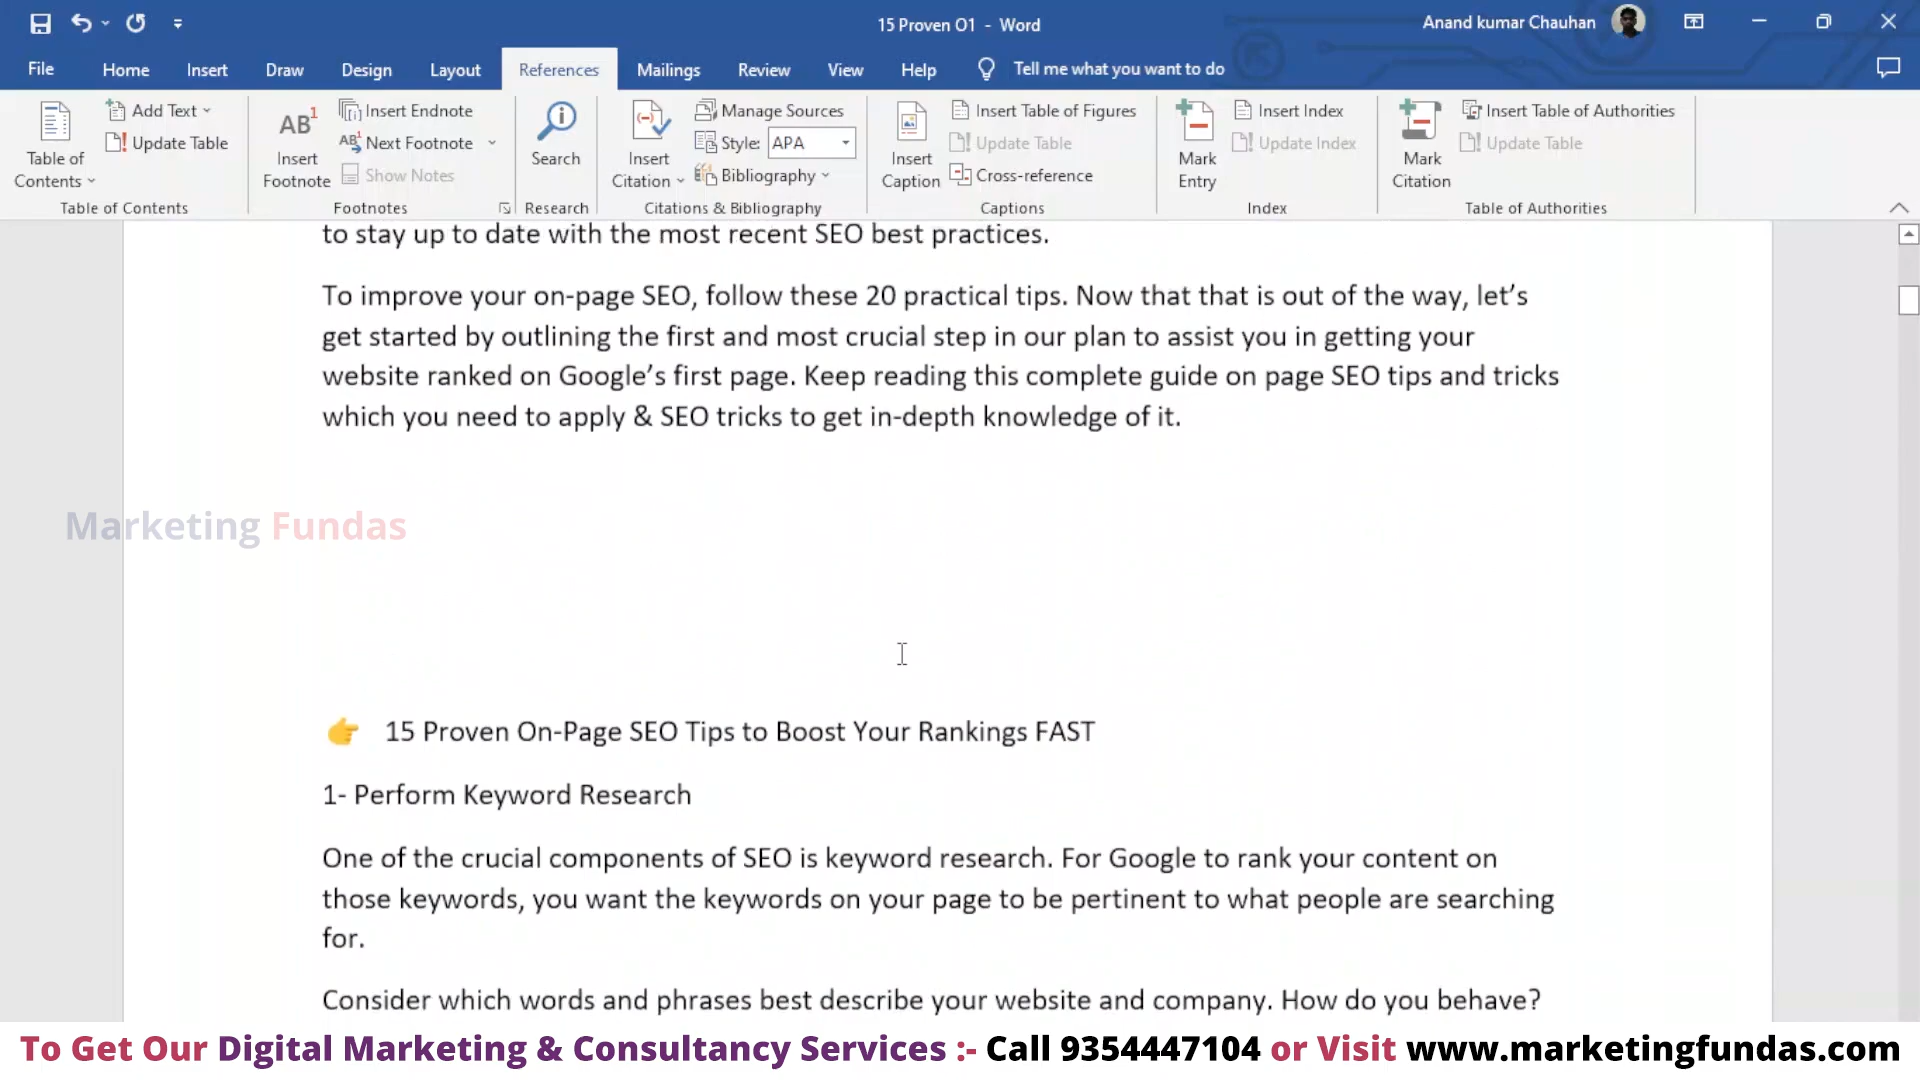 15 Proven O1 - Word
Anand kumar Chauhan
File Home Insert Draw Design Layout References Mailings Review View Help Tell me what you want to do
Table of Contents
Add Text
Update Table
Table of Contents
AB1 Insert Footnote
Insert Endnote
AB1 Next Footnote
Show Notes
Footnotes
Search
Research
Insert Citation
Manage Sources
Style: APA
Bibliography
Citations & Bibliography
Insert Caption
Insert Table of Figures
Update Table
Cross-reference
Captions
Mark Entry
Insert Index
Update Index
Index
Mark Citation
Insert Table of Authorities
Update Table
Table of Authorities
to stay up to date with the most recent SEO best practices.
To improve your on-page SEO, follow these 20 practical tips. Now that that is out of the way, let’s
get started by outlining the first and most crucial step in our plan to assist you in getting your
website ranked on Google’s first page. Keep reading this complete guide on page SEO tips and tricks
which you need to apply & SEO tricks to get in-depth knowledge of it.
Marketing Fundas
👉 15 Proven On-Page SEO Tips to Boost Your Rankings FAST
1- Perform Keyword Research
One of the crucial components of SEO is keyword research. For Google to rank your content on
those keywords, you want the keywords on your page to be pertinent to what people are searching
for.
Consider which words and phrases best describe your website and company. How do you behave?
To Get Our Digital Marketing & Consultancy Services :- Call 9354447104 or Visit www.marketingfundas.com